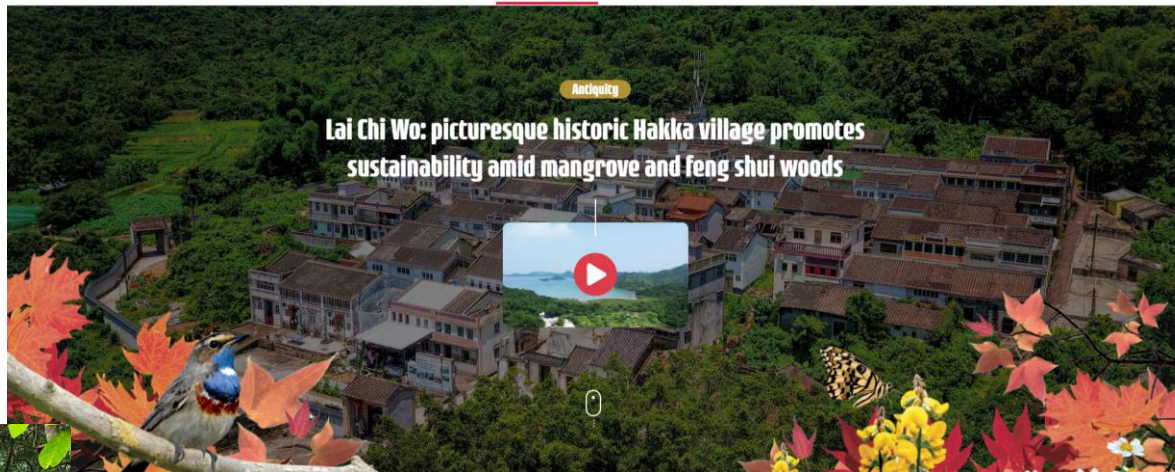 Antiquity
Lai Chi Wo: picturesque historic Hakka village promotes
sustainability amid mangrove and feng shui woods